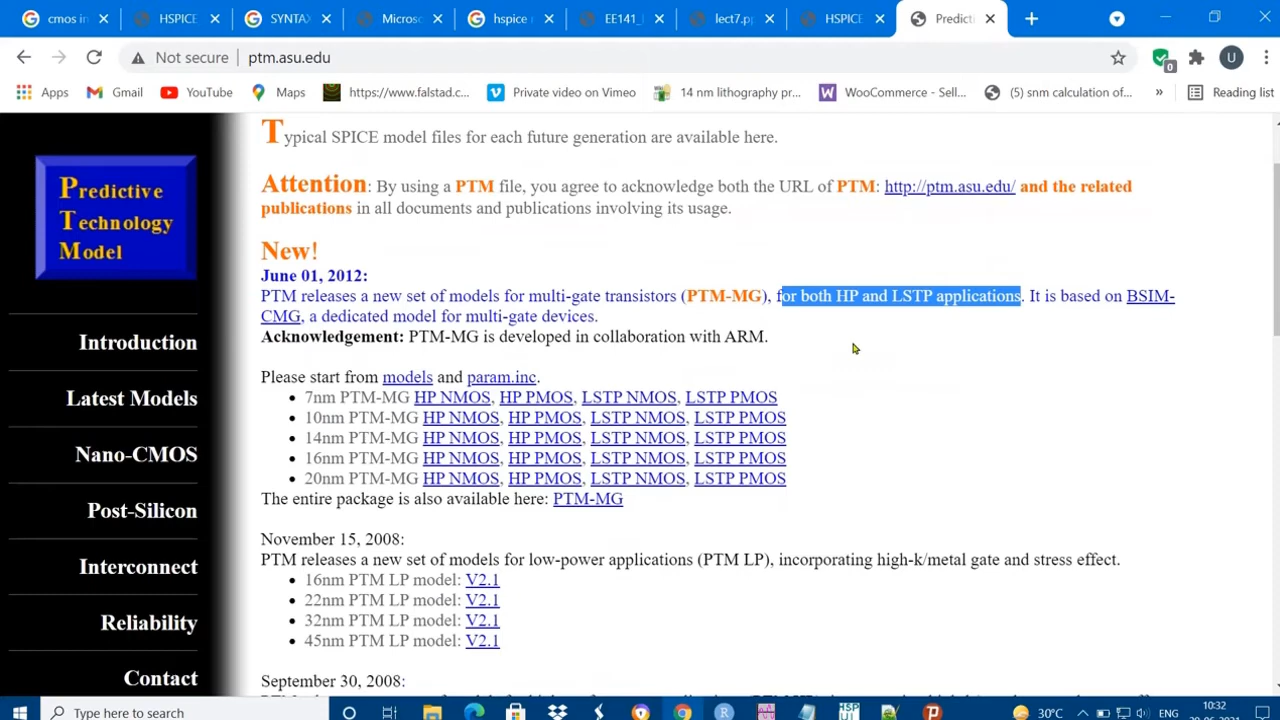 cmos in
HSPICE
SYNTAX
Microso
hspice m
EE141_
lect7.p
HSPICE
Predicti
Not secure
ptm.asu.edu
0
U
Apps
Gmail
YouTube
Maps
https://www.falstad.c...
Private video on Vimeo
14 nm lithography pr...
WooCommerce - Sell...
(5) snm calculation of...
»
Reading list
Predictive
Technology
Model
Introduction
Latest Models
Nano-CMOS
Post-Silicon
Interconnect
Reliability
Contact
Typical SPICE model files for each future generation are available here.
Attention: By using a PTM file, you agree to acknowledge both the URL of PTM: http://ptm.asu.edu/ and the related
publications in all documents and publications involving its usage.
New!
June 01, 2012:
PTM releases a new set of models for multi-gate transistors (PTM-MG), for both HP and LSTP applications. It is based on BSIM-
CMG, a dedicated model for multi-gate devices.
Acknowledgement: PTM-MG is developed in collaboration with ARM.
Please start from models and param.inc.
• 7nm PTM-MG HP NMOS, HP PMOS, LSTP NMOS, LSTP PMOS
• 10nm PTM-MG HP NMOS, HP PMOS, LSTP NMOS, LSTP PMOS
• 14nm PTM-MG HP NMOS, HP PMOS, LSTP NMOS, LSTP PMOS
• 16nm PTM-MG HP NMOS, HP PMOS, LSTP NMOS, LSTP PMOS
• 20nm PTM-MG HP NMOS, HP PMOS, LSTP NMOS, LSTP PMOS
The entire package is also available here: PTM-MG
November 15, 2008:
PTM releases a new set of models for low-power applications (PTM LP), incorporating high-k/metal gate and stress effect.
• 16nm PTM LP model: V2.1
• 22nm PTM LP model: V2.1
• 32nm PTM LP model: V2.1
• 45nm PTM LP model: V2.1
September 30, 2008:
Type here to search
30°C
ENG
10:32